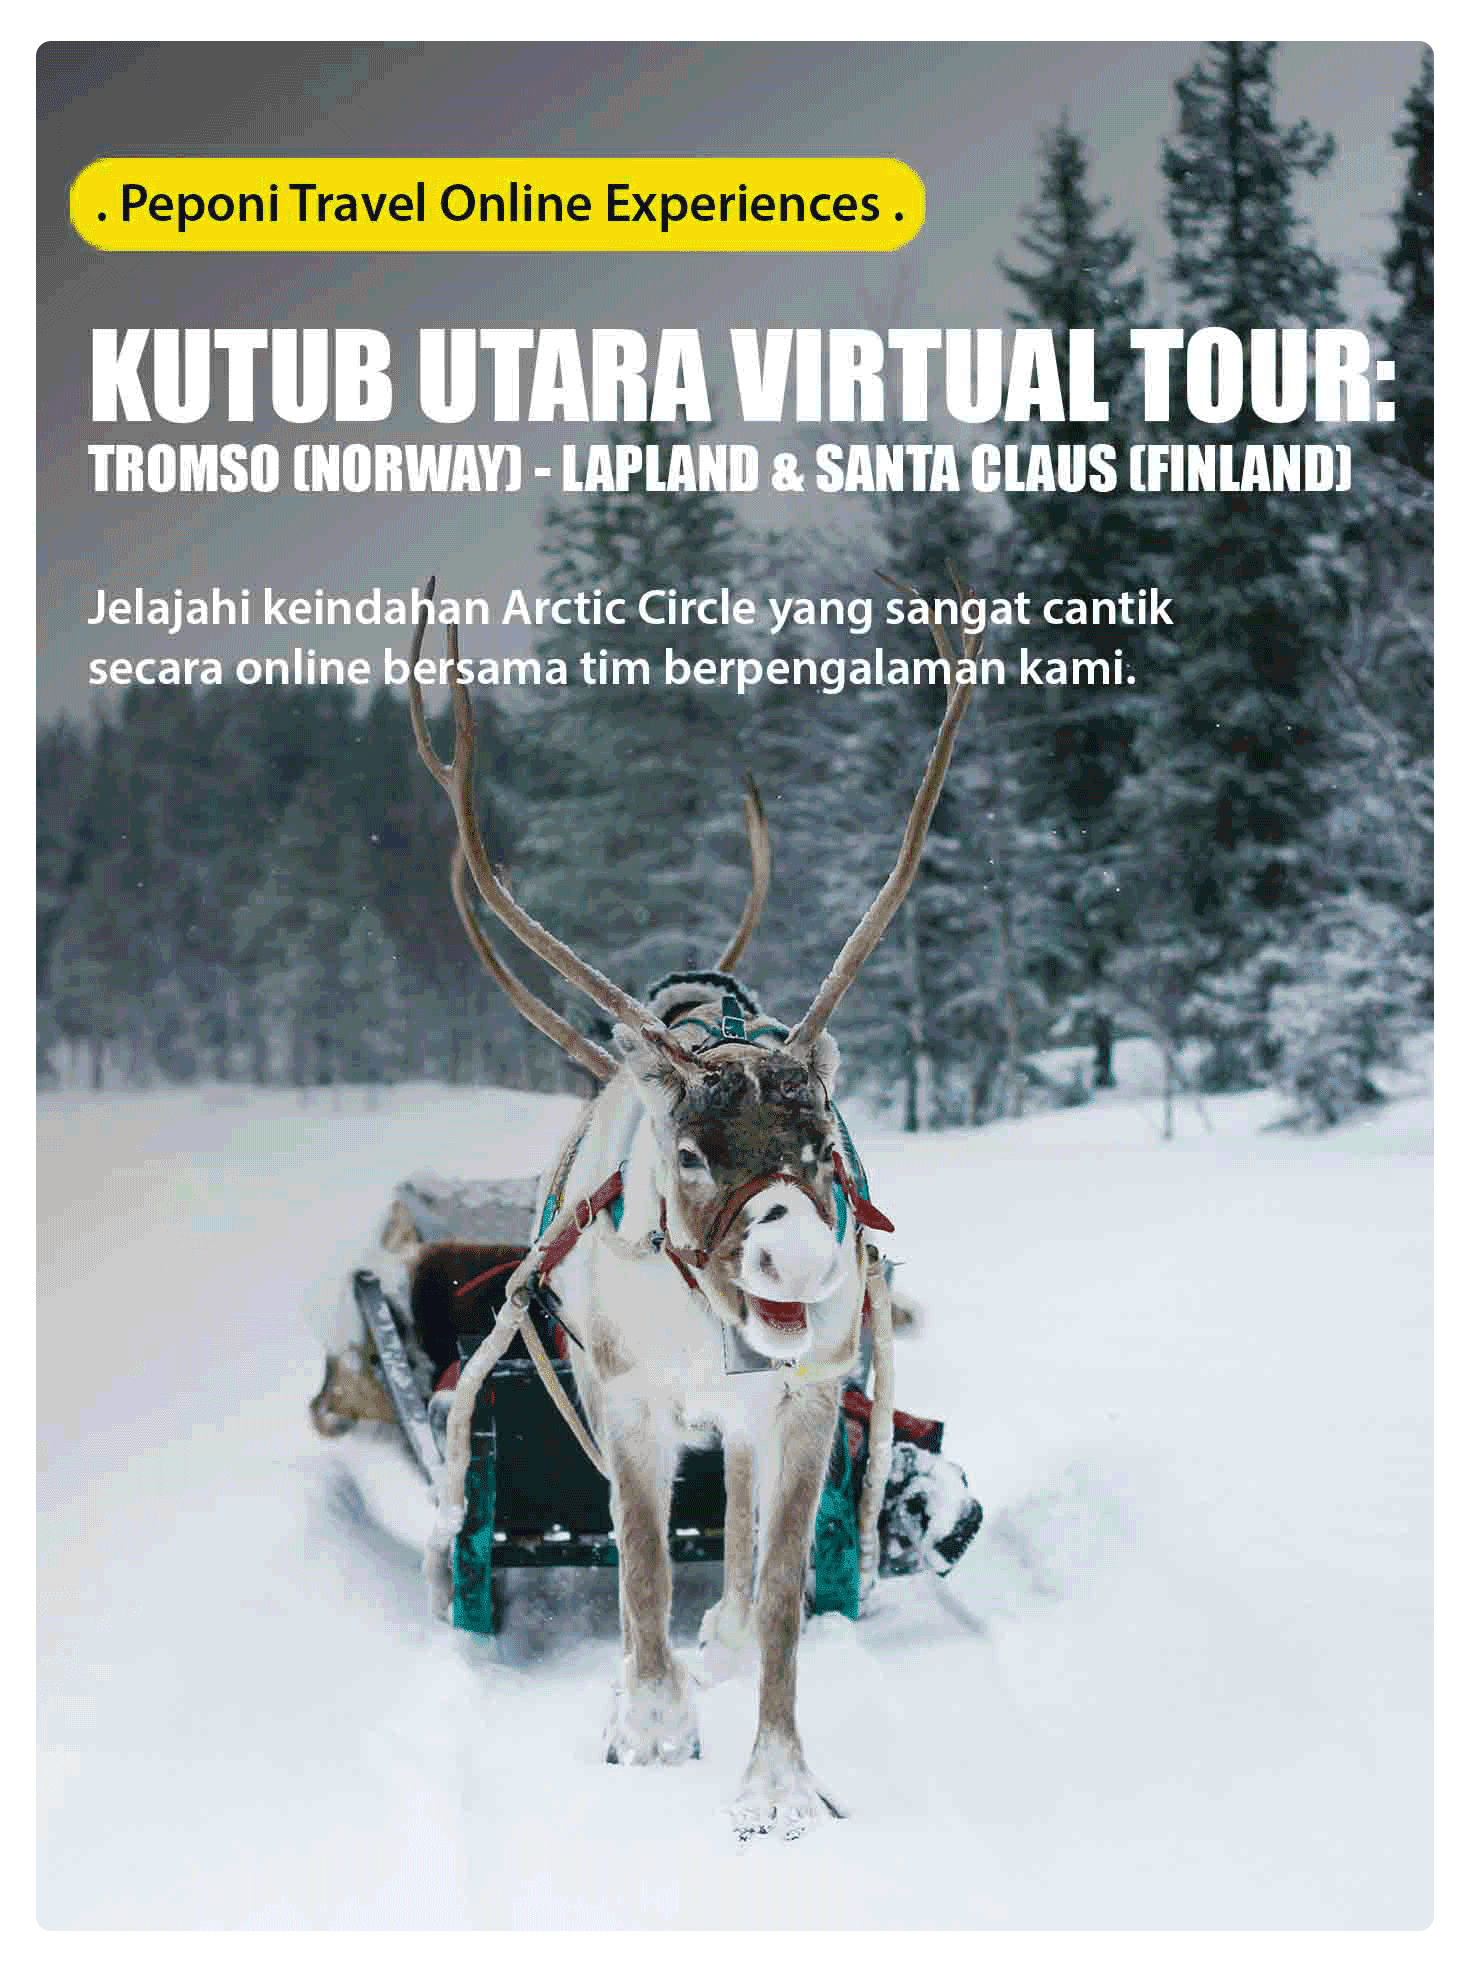 . Peponi Travel Online Experiences .
KUTUB UTARA VIRTUAL TOUR:
TROMSO (NORWAY) - LAPLAND & SANTA CLAUS (FINLAND)
Jelajahi keindahan Arctic Circle yang sangat cantik
secara online bersama tim berpengalaman kami.